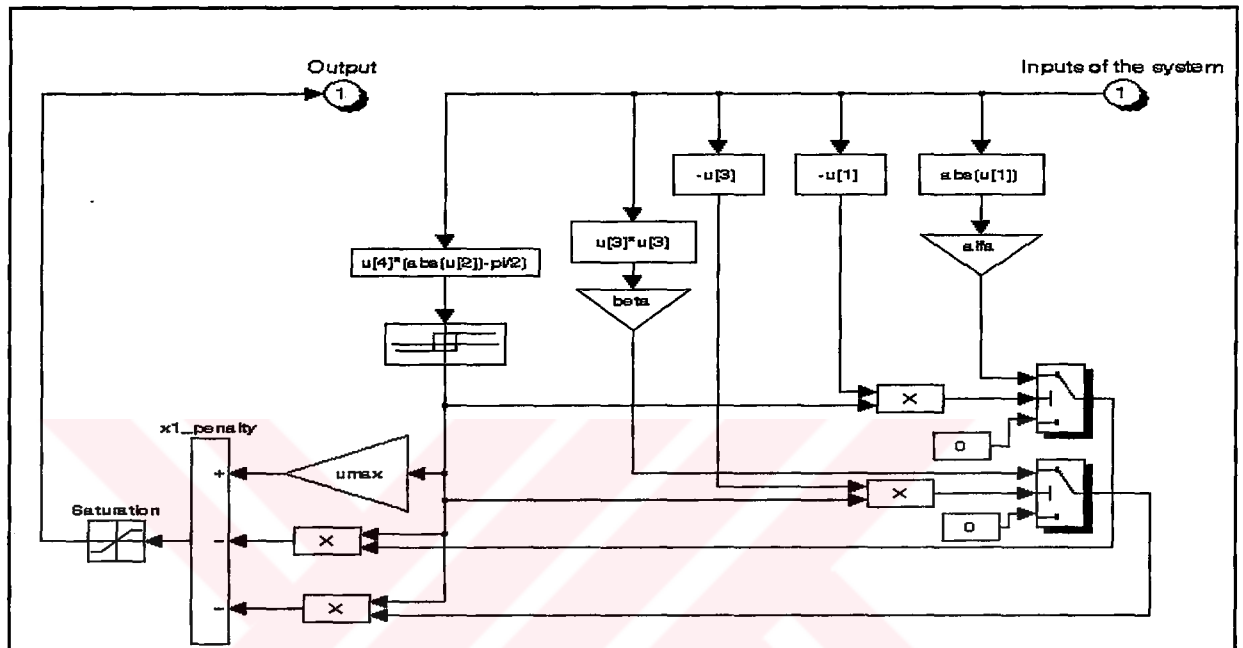 Output
Inputs of the system
1
1
-u[3]
-u[1]
abs(u[1])
u[3]*u[3]
alfa
u[4]*(abs(u[2])-pi/2)
beta
×
0
x1_penalty
+
umax
×
Saturation
0
−
×
−
×